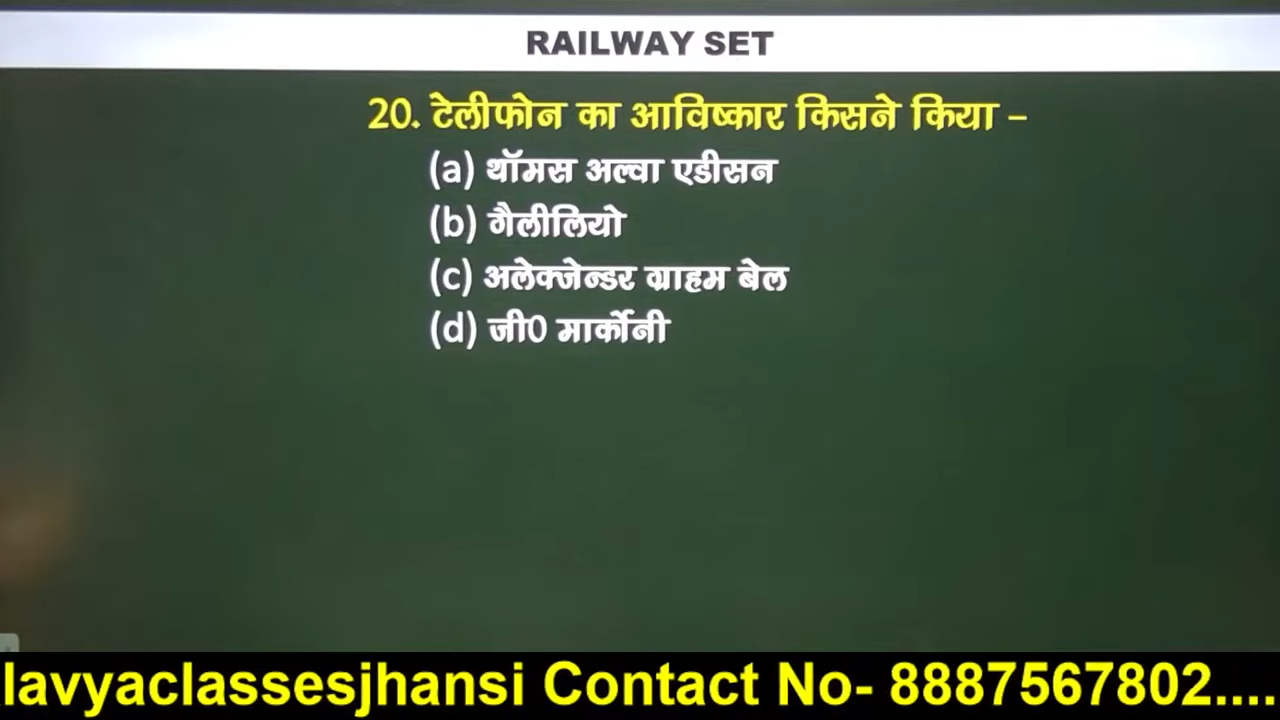 RAILWAY SET
20. टेलीफोन का आविष्कार किसने किया –
(a) थॉमस अल्वा एडीसन
(b) गैलीलियो
(c) अलेक्जेन्डर ग्राहम बेल
(d) जी0 मार्कोनी
lavyaclassesjhansi Contact No- 8887567802....